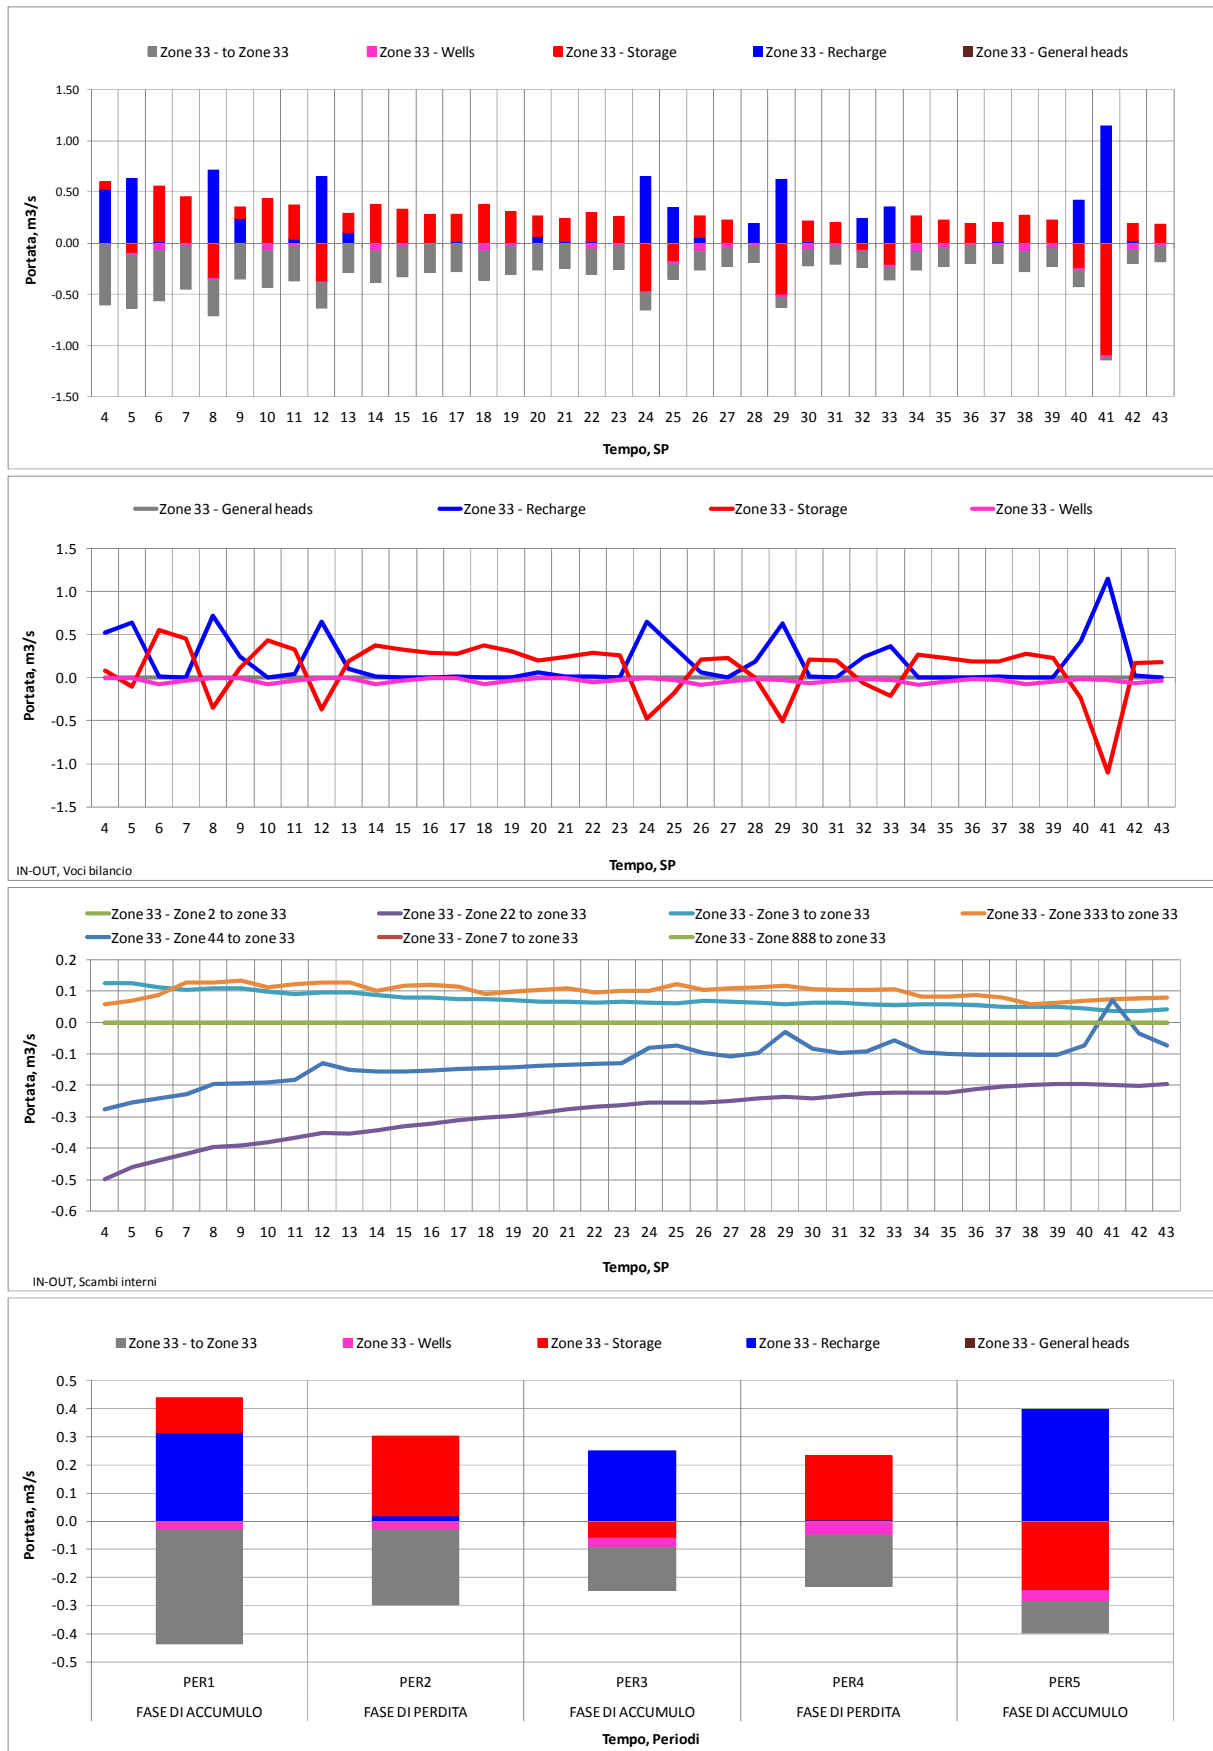 Zone 33 - to Zone 33 Zone 33 - Wells Zone 33 - Storage Zone 33 - Recharge Zone 33 - General heads
Portata, m3/s
1.50
1.00
0.50
0.00
-0.50
-1.00
-1.50
4 5 6 7 8 9 10 11 12 13 14 15 16 17 18 19 20 21 22 23 24 25 26 27 28 29 30 31 32 33 34 35 36 37 38 39 40 41 42 43
Tempo, SP
Zone 33 - General heads Zone 33 - Recharge Zone 33 - Storage Zone 33 - Wells
Portata, m3/s
1.5
1.0
0.5
0.0
-0.5
-1.0
-1.5
4 5 6 7 8 9 10 11 12 13 14 15 16 17 18 19 20 21 22 23 24 25 26 27 28 29 30 31 32 33 34 35 36 37 38 39 40 41 42 43
Tempo, SP
IN-OUT, Voci bilancio
Zone 33 - Zone 2 to zone 33 Zone 33 - Zone 22 to zone 33 Zone 33 - Zone 3 to zone 33 Zone 33 - Zone 333 to zone 33
Zone 33 - Zone 44 to zone 33 Zone 33 - Zone 7 to zone 33 Zone 33 - Zone 888 to zone 33
Portata, m3/s
0.2
0.1
0.0
-0.1
-0.2
-0.3
-0.4
-0.5
-0.6
4 5 6 7 8 9 10 11 12 13 14 15 16 17 18 19 20 21 22 23 24 25 26 27 28 29 30 31 32 33 34 35 36 37 38 39 40 41 42 43
Tempo, SP
IN-OUT, Scambi interni
Zone 33 - to Zone 33 Zone 33 - Wells Zone 33 - Storage Zone 33 - Recharge Zone 33 - General heads
Portata, m3/s
0.5
0.4
0.3
0.2
0.1
0.0
-0.1
-0.2
-0.3
-0.4
-0.5
PER1 PER2 PER3 PER4 PER5
FASE DI ACCUMULO FASE DI PERDITA FASE DI ACCUMULO FASE DI PERDITA FASE DI ACCUMULO
Tempo, Periodi